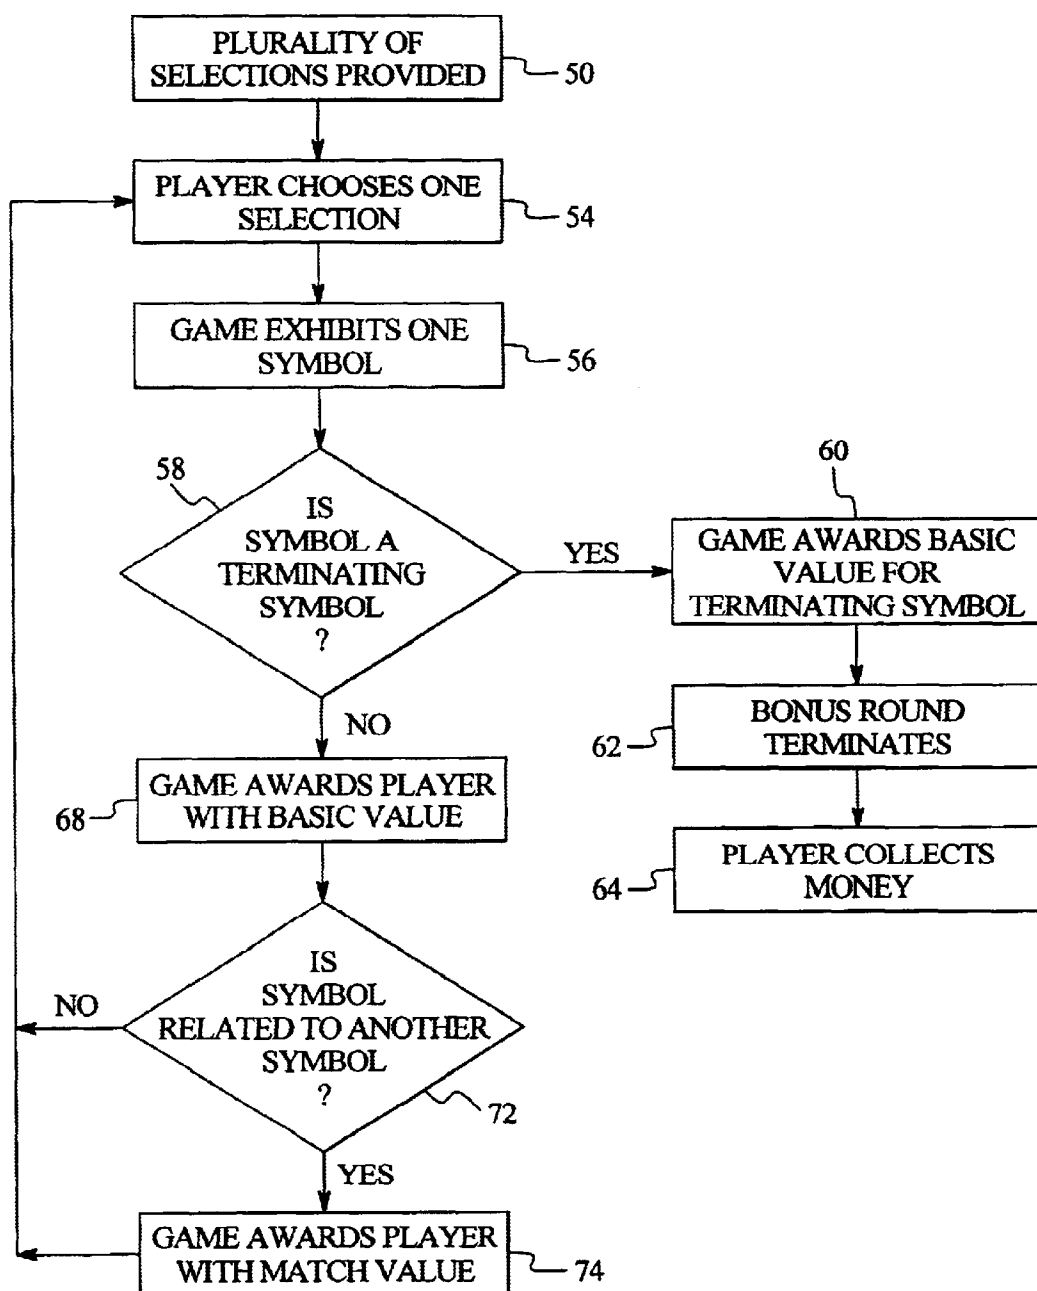 PLURALITY OF
SELECTIONS PROVIDED
50
PLAYER CHOOSES ONE
SELECTION
54
GAME EXHIBITS ONE
SYMBOL
56
58
IS
SYMBOL A
TERMINATING
SYMBOL
?
YES
60
GAME AWARDS BASIC
VALUE FOR
TERMINATING SYMBOL
NO
62
BONUS ROUND
TERMINATES
68
GAME AWARDS PLAYER
WITH BASIC VALUE
64
PLAYER COLLECTS
MONEY
NO
IS
SYMBOL
RELATED TO ANOTHER
SYMBOL
?
72
YES
GAME AWARDS PLAYER
WITH MATCH VALUE
74